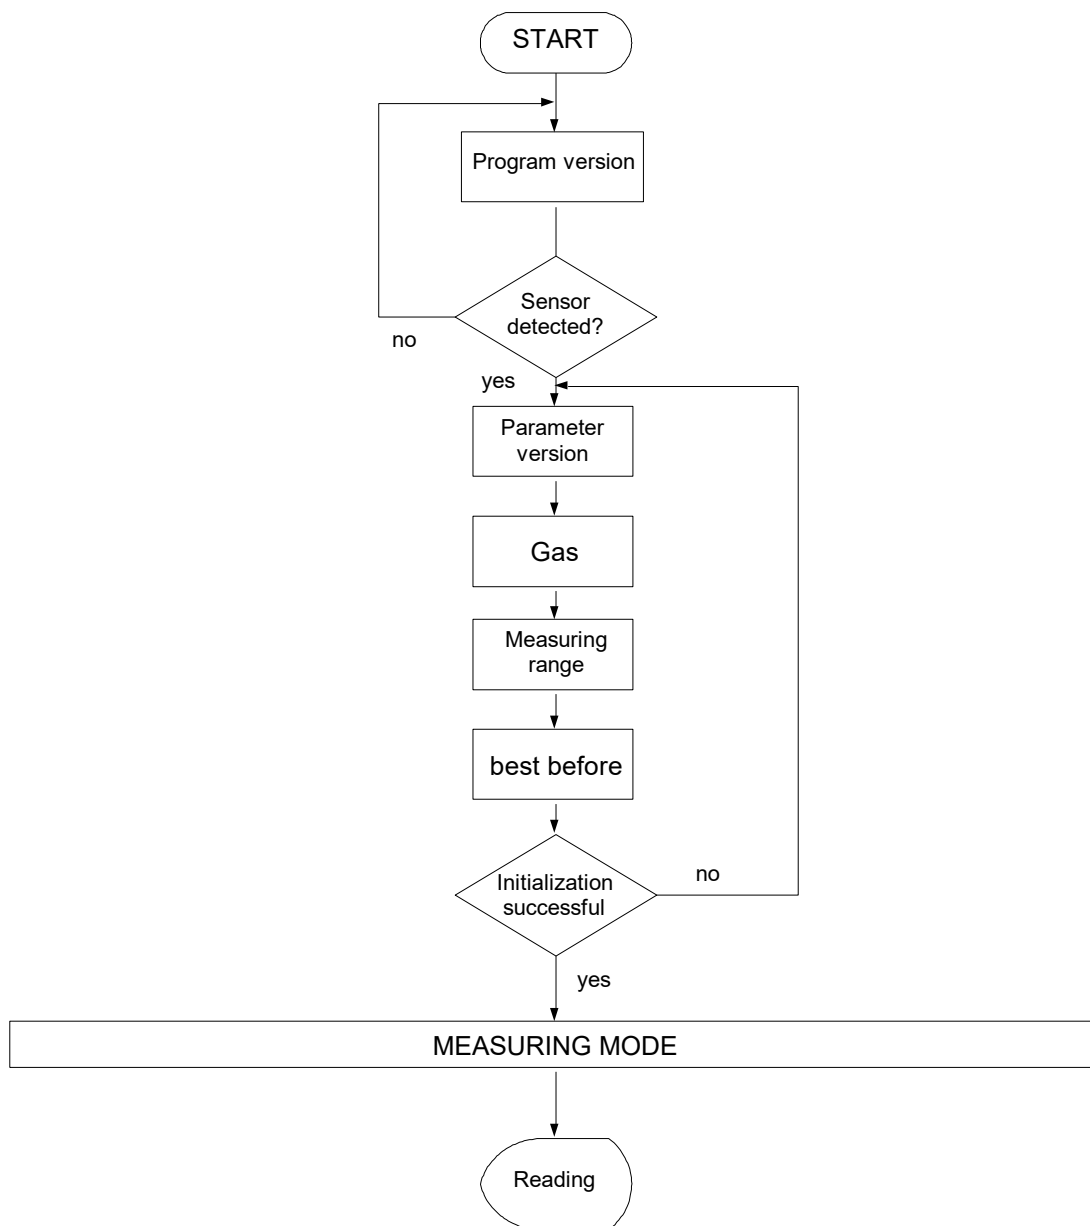 START
Program version
Sensor
detected?
no
yes
Parameter
version
Gas
Measuring
range
best before
Initialization
successful
no
yes
MEASURING MODE
Reading